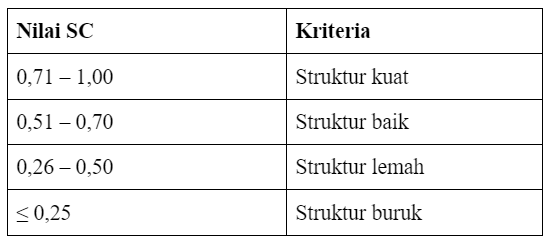 Nilai SC Kriteria
0,71 – 1,00 Struktur kuat
0,51 – 0,70 Struktur baik
0,26 – 0,50 Struktur lemah
≤ 0,25 Struktur buruk